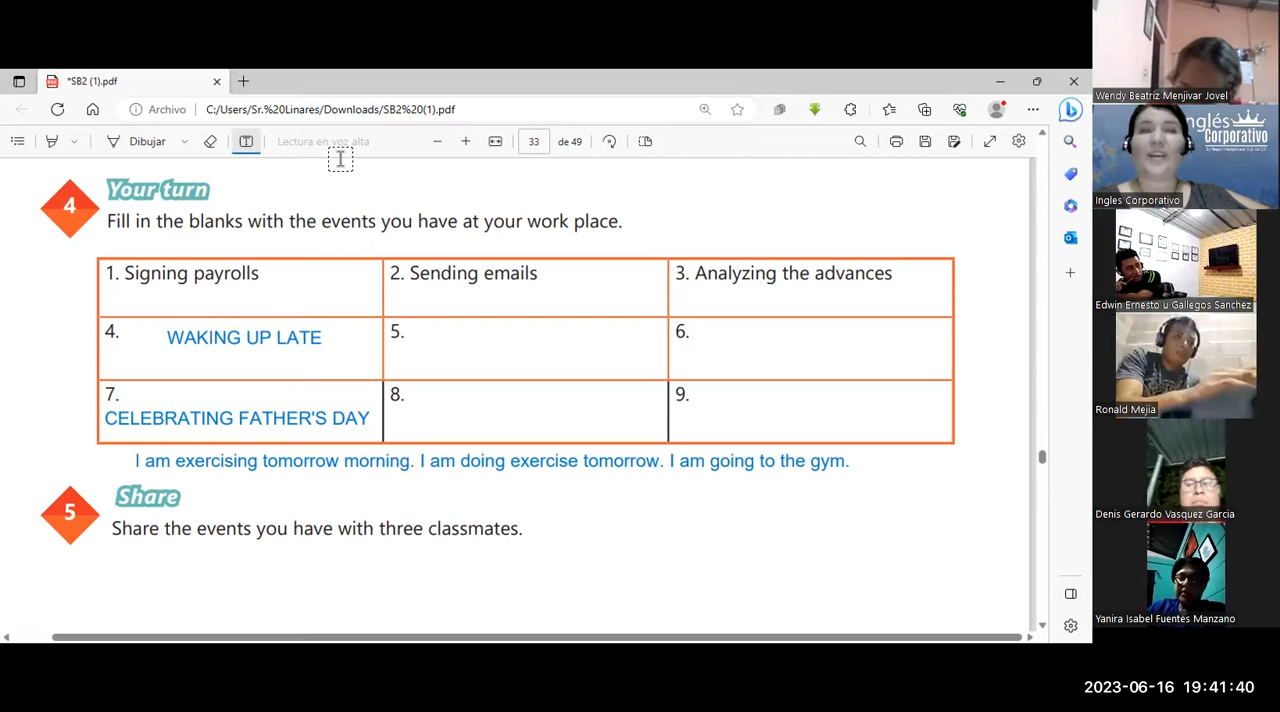 *SB2 (1).pdf
Archivo
C:/Users/Sr.%20Linares/Downloads/SB2%20(1).pdf
Dibujar
Lectura en voz alta
33
de 49
4
Your turn
Fill in the blanks with the events you have at your work place.
1. Signing payrolls
2. Sending emails
3. Analyzing the advances
4. WAKING UP LATE
5.
6.
7.
CELEBRATING FATHER'S DAY
8.
9.
I am exercising tomorrow morning. I am doing exercise tomorrow. I am going to the gym.
5
Share
Share the events you have with three classmates.
Wendy Beatriz Menjivar Jovel
Inglés
Corporativo
Ingles Corporativo
Edwin Ernesto u Gallegos Sanchez
Ronald Mejia
Denis Gerardo Vasquez Garcia
Yanira Isabel Fuentes Manzano
2023-06-16 19:41:40